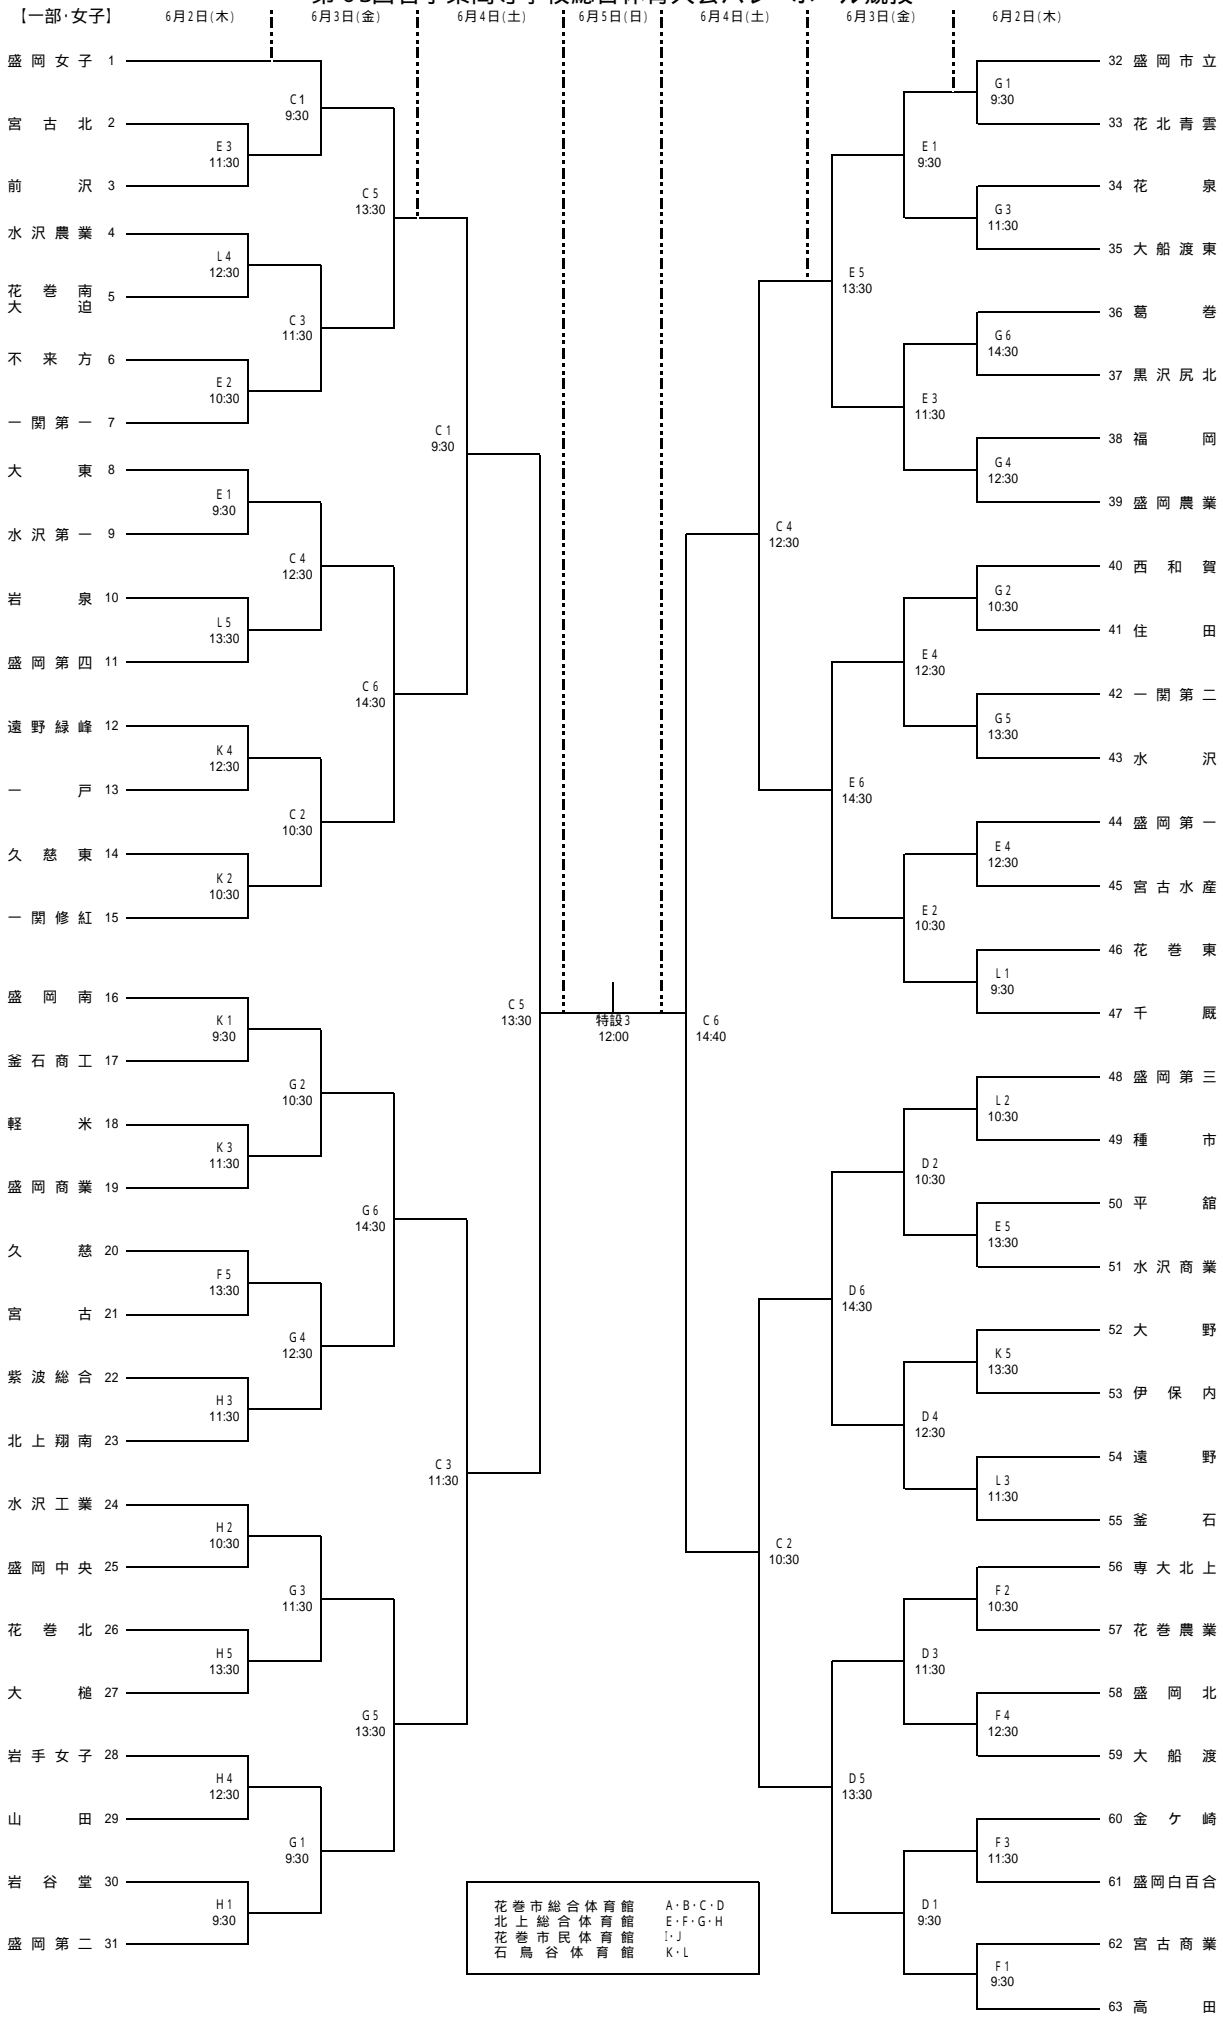 【一部･女子】 6月2日(木) 6月3日(金) 6月4日(土) 6月5日(日) 6月4日(土) 6月3日(金) 6月2日(木)
盛岡女子 1
宮古北 2
前沢 3
水沢農業 4
花巻南
大迫 5
不来方 6
一関第一 7
大東 8
水沢第一 9
岩泉 10
盛岡第四 11
遠野緑峰 12
一戸 13
久慈東 14
一関修紅 15
盛岡南 16
釜石商工 17
軽米 18
盛岡商業 19
久慈 20
宮古 21
紫波総合 22
北上翔南 23
水沢工業 24
盛岡中央 25
花巻北 26
大槌 27
岩手女子 28
山田 29
岩谷堂 30
盛岡第二 31
E3
11:30
L4
12:30
E2
10:30
E1
9:30
L5
13:30
K4
12:30
K2
10:30
K1
9:30
K3
11:30
F5
13:30
H3
11:30
H2
10:30
H5
13:30
H4
12:30
H1
9:30
C1
9:30
C3
11:30
C4
12:30
C2
10:30
G2
10:30
G4
12:30
G3
11:30
G1
9:30
C5
13:30
C6
14:30
G6
14:30
G5
13:30
C1
9:30
C3
11:30
C5
13:30
特設3
12:00
C6
14:40
C4
12:30
C2
10:30
E5
13:30
E6
14:30
D6
14:30
D5
13:30
E1
9:30
E3
11:30
E4
12:30
E2
10:30
D2
10:30
D4
12:30
D3
11:30
D1
9:30
G1
9:30
G3
11:30
G6
14:30
G4
12:30
G2
10:30
G5
13:30
E4
12:30
L1
9:30
L2
10:30
E5
13:30
K5
13:30
L3
11:30
F2
10:30
F4
12:30
F3
11:30
F1
9:30
32 盛岡市立
33 花北青雲
34 花泉
35 大船渡東
36 葛巻
37 黒沢尻北
38 福岡
39 盛岡農業
40 西和賀
41 住田
42 一関第二
43 水沢
44 盛岡第一
45 宮古水産
46 花巻東
47 千厩
48 盛岡第三
49 種市
50 平舘
51 水沢商業
52 大野
53 伊保内
54 遠野
55 釜石
56 専大北上
57 花巻農業
58 盛岡北
59 大船渡
60 金ケ崎
61 盛岡白百合
62 宮古商業
63 高田
花巻市総合体育館 A･B･C･D
北上総合体育館 E･F･G･H
花巻市民体育館 I･J
石鳥谷体育館 K･L